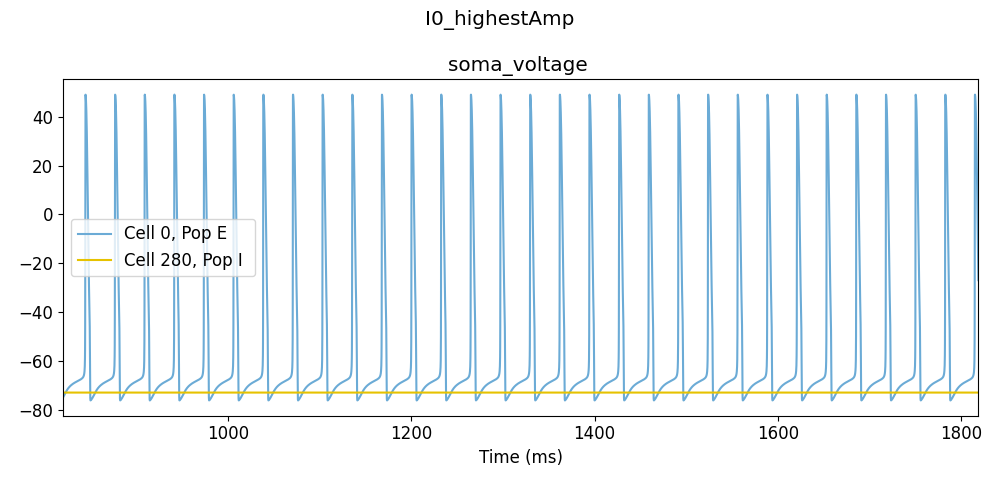 I0_highestAmp
soma_voltage
40
20
0
−20
−40
−60
−80
Cell 0, Pop E
Cell 280, Pop I
1000
1200
1400
1600
1800
Time (ms)